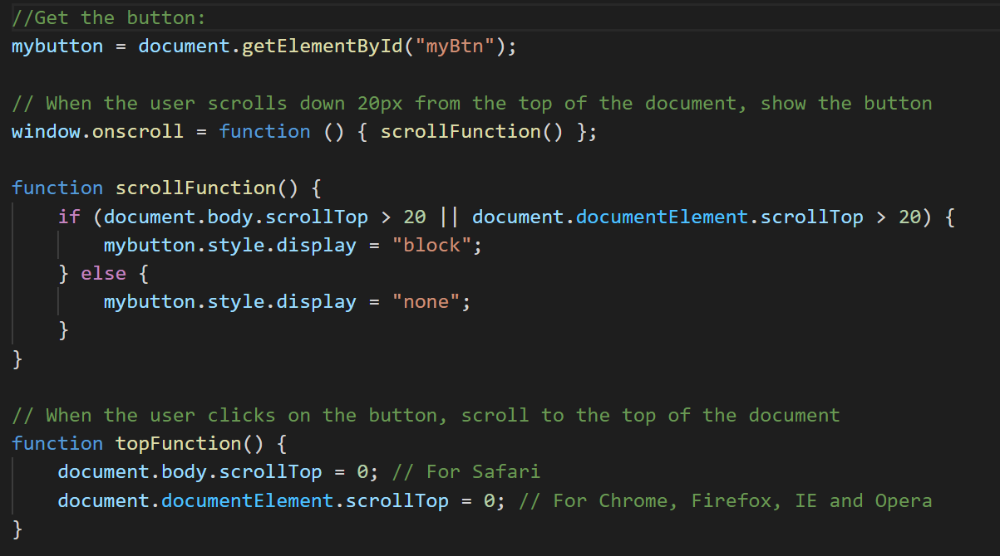 //Get the button:
mybutton = document.getElementById("myBtn");
// When the user scrolls down 20px from the top of the document, show the button
window.onscroll = function () { scrollFunction() };
function scrollFunction() {
    if (document.body.scrollTop > 20 || document.documentElement.scrollTop > 20) {
        mybutton.style.display = "block";
    } else {
        mybutton.style.display = "none";
    }
}
// When the user clicks on the button, scroll to the top of the document
function topFunction() {
    document.body.scrollTop = 0; // For Safari
    document.documentElement.scrollTop = 0; // For Chrome, Firefox, IE and Opera
}